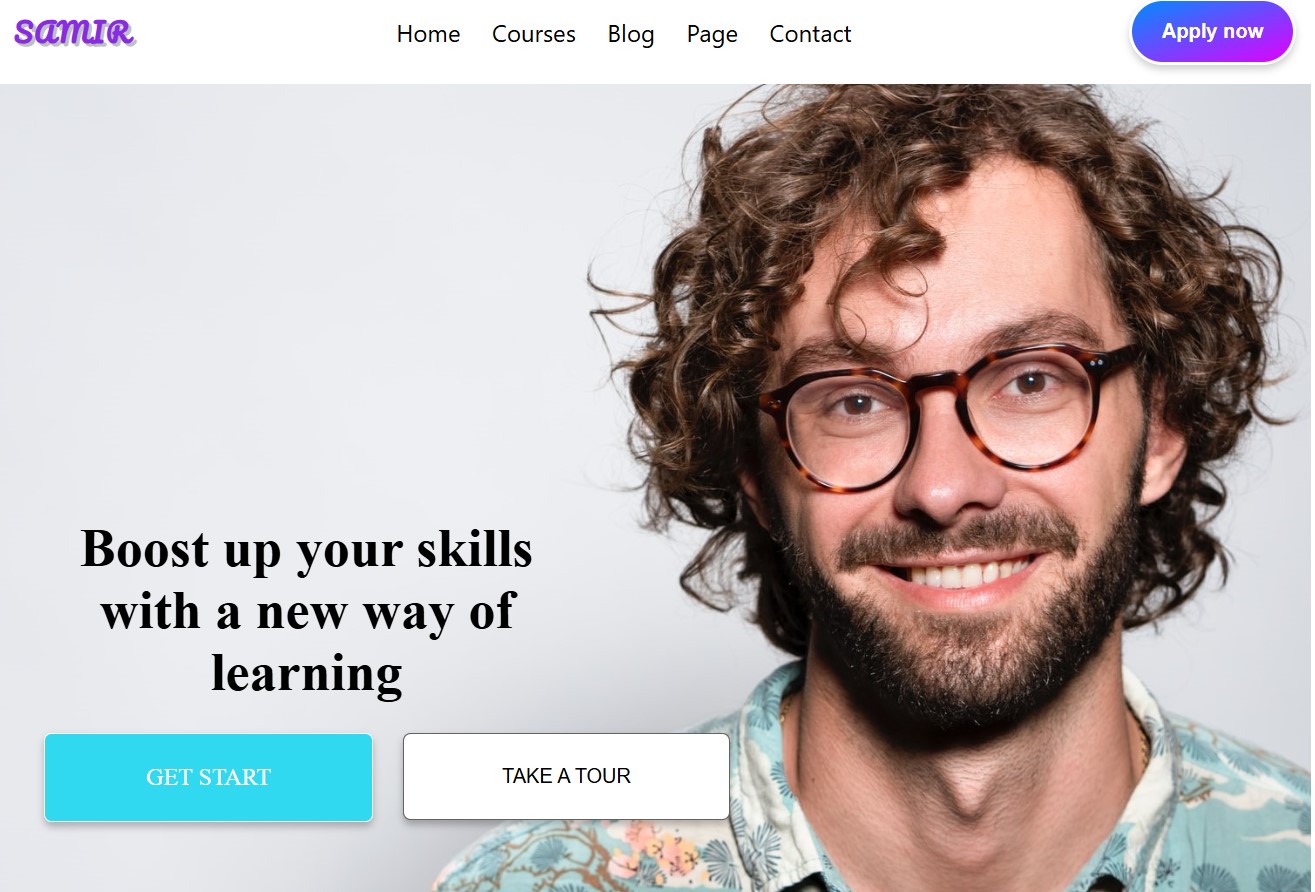 SAMIR
Home Courses Blog Page Contact
Apply now
Boost up your skills
with a new way of
learning
GET START
TAKE A TOUR